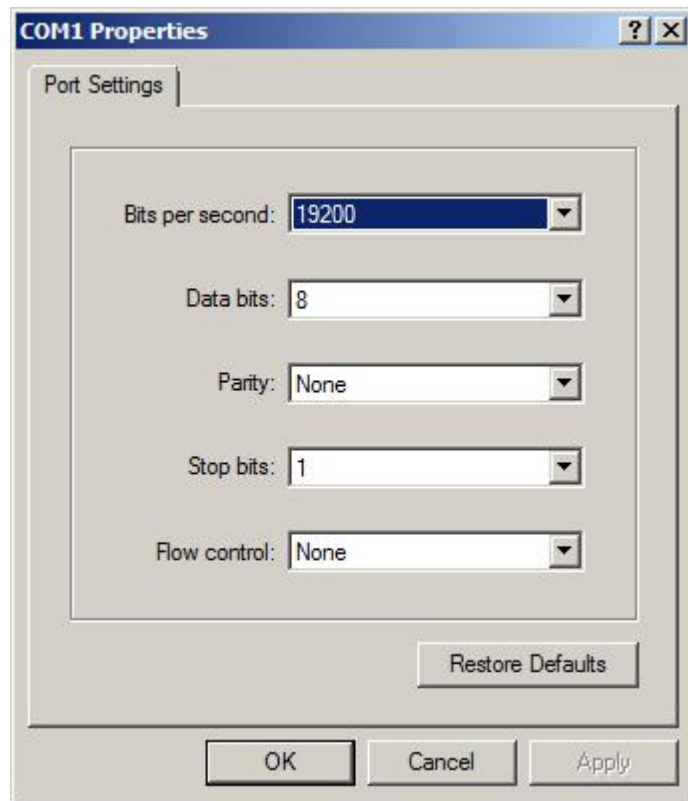 COM1 Properties
Port Settings
Bits per second: 19200
Data bits: 8
Parity: None
Stop bits: 1
Flow control: None
Restore Defaults
OK Cancel Apply